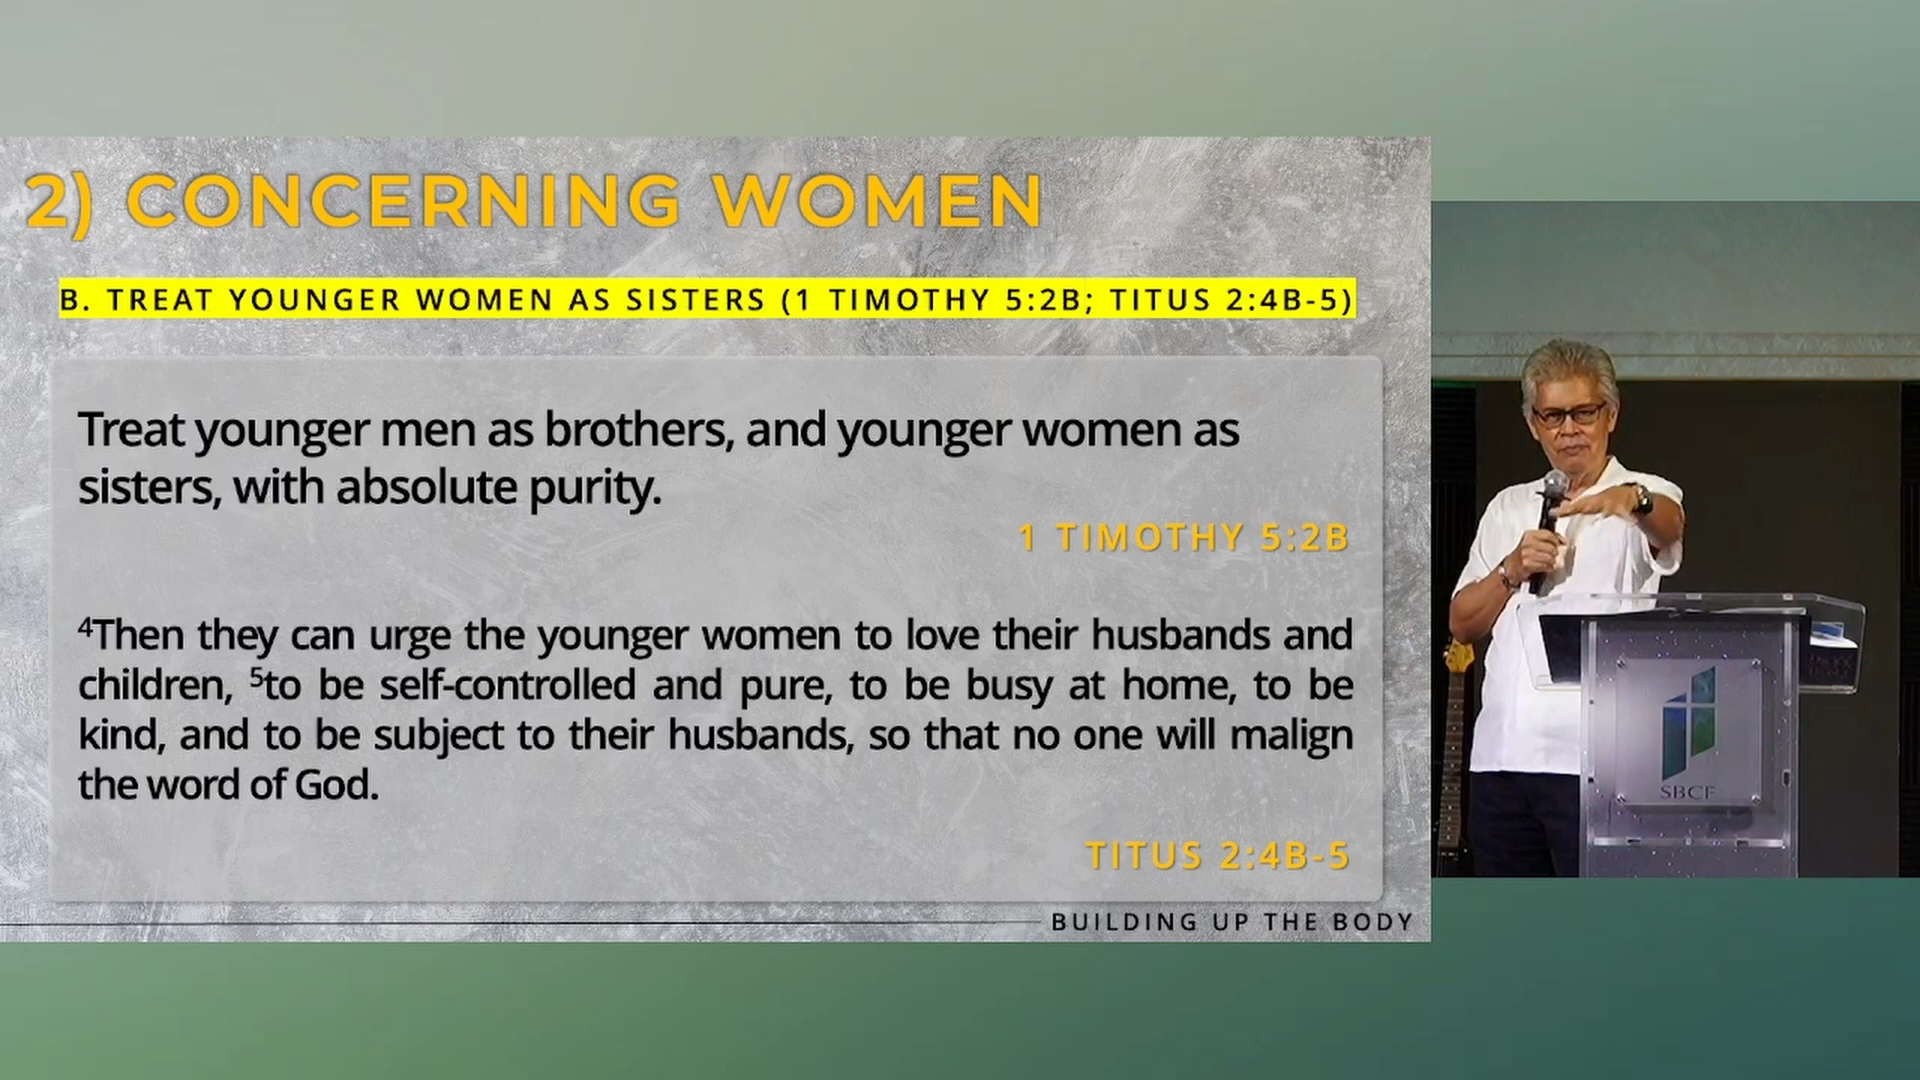 2) CONCERNING WOMEN
B. TREAT YOUNGER WOMEN AS SISTERS (1 TIMOTHY 5:2B; TITUS 2:4B-5)
Treat younger men as brothers, and younger women as
sisters, with absolute purity.
1 TIMOTHY 5:2B
⁴Then they can urge the younger women to love their husbands and
children, ⁵to be self-controlled and pure, to be busy at home, to be
kind, and to be subject to their husbands, so that no one will malign
the word of God.
TITUS 2:4B-5
BUILDING UP THE BODY
SBCF